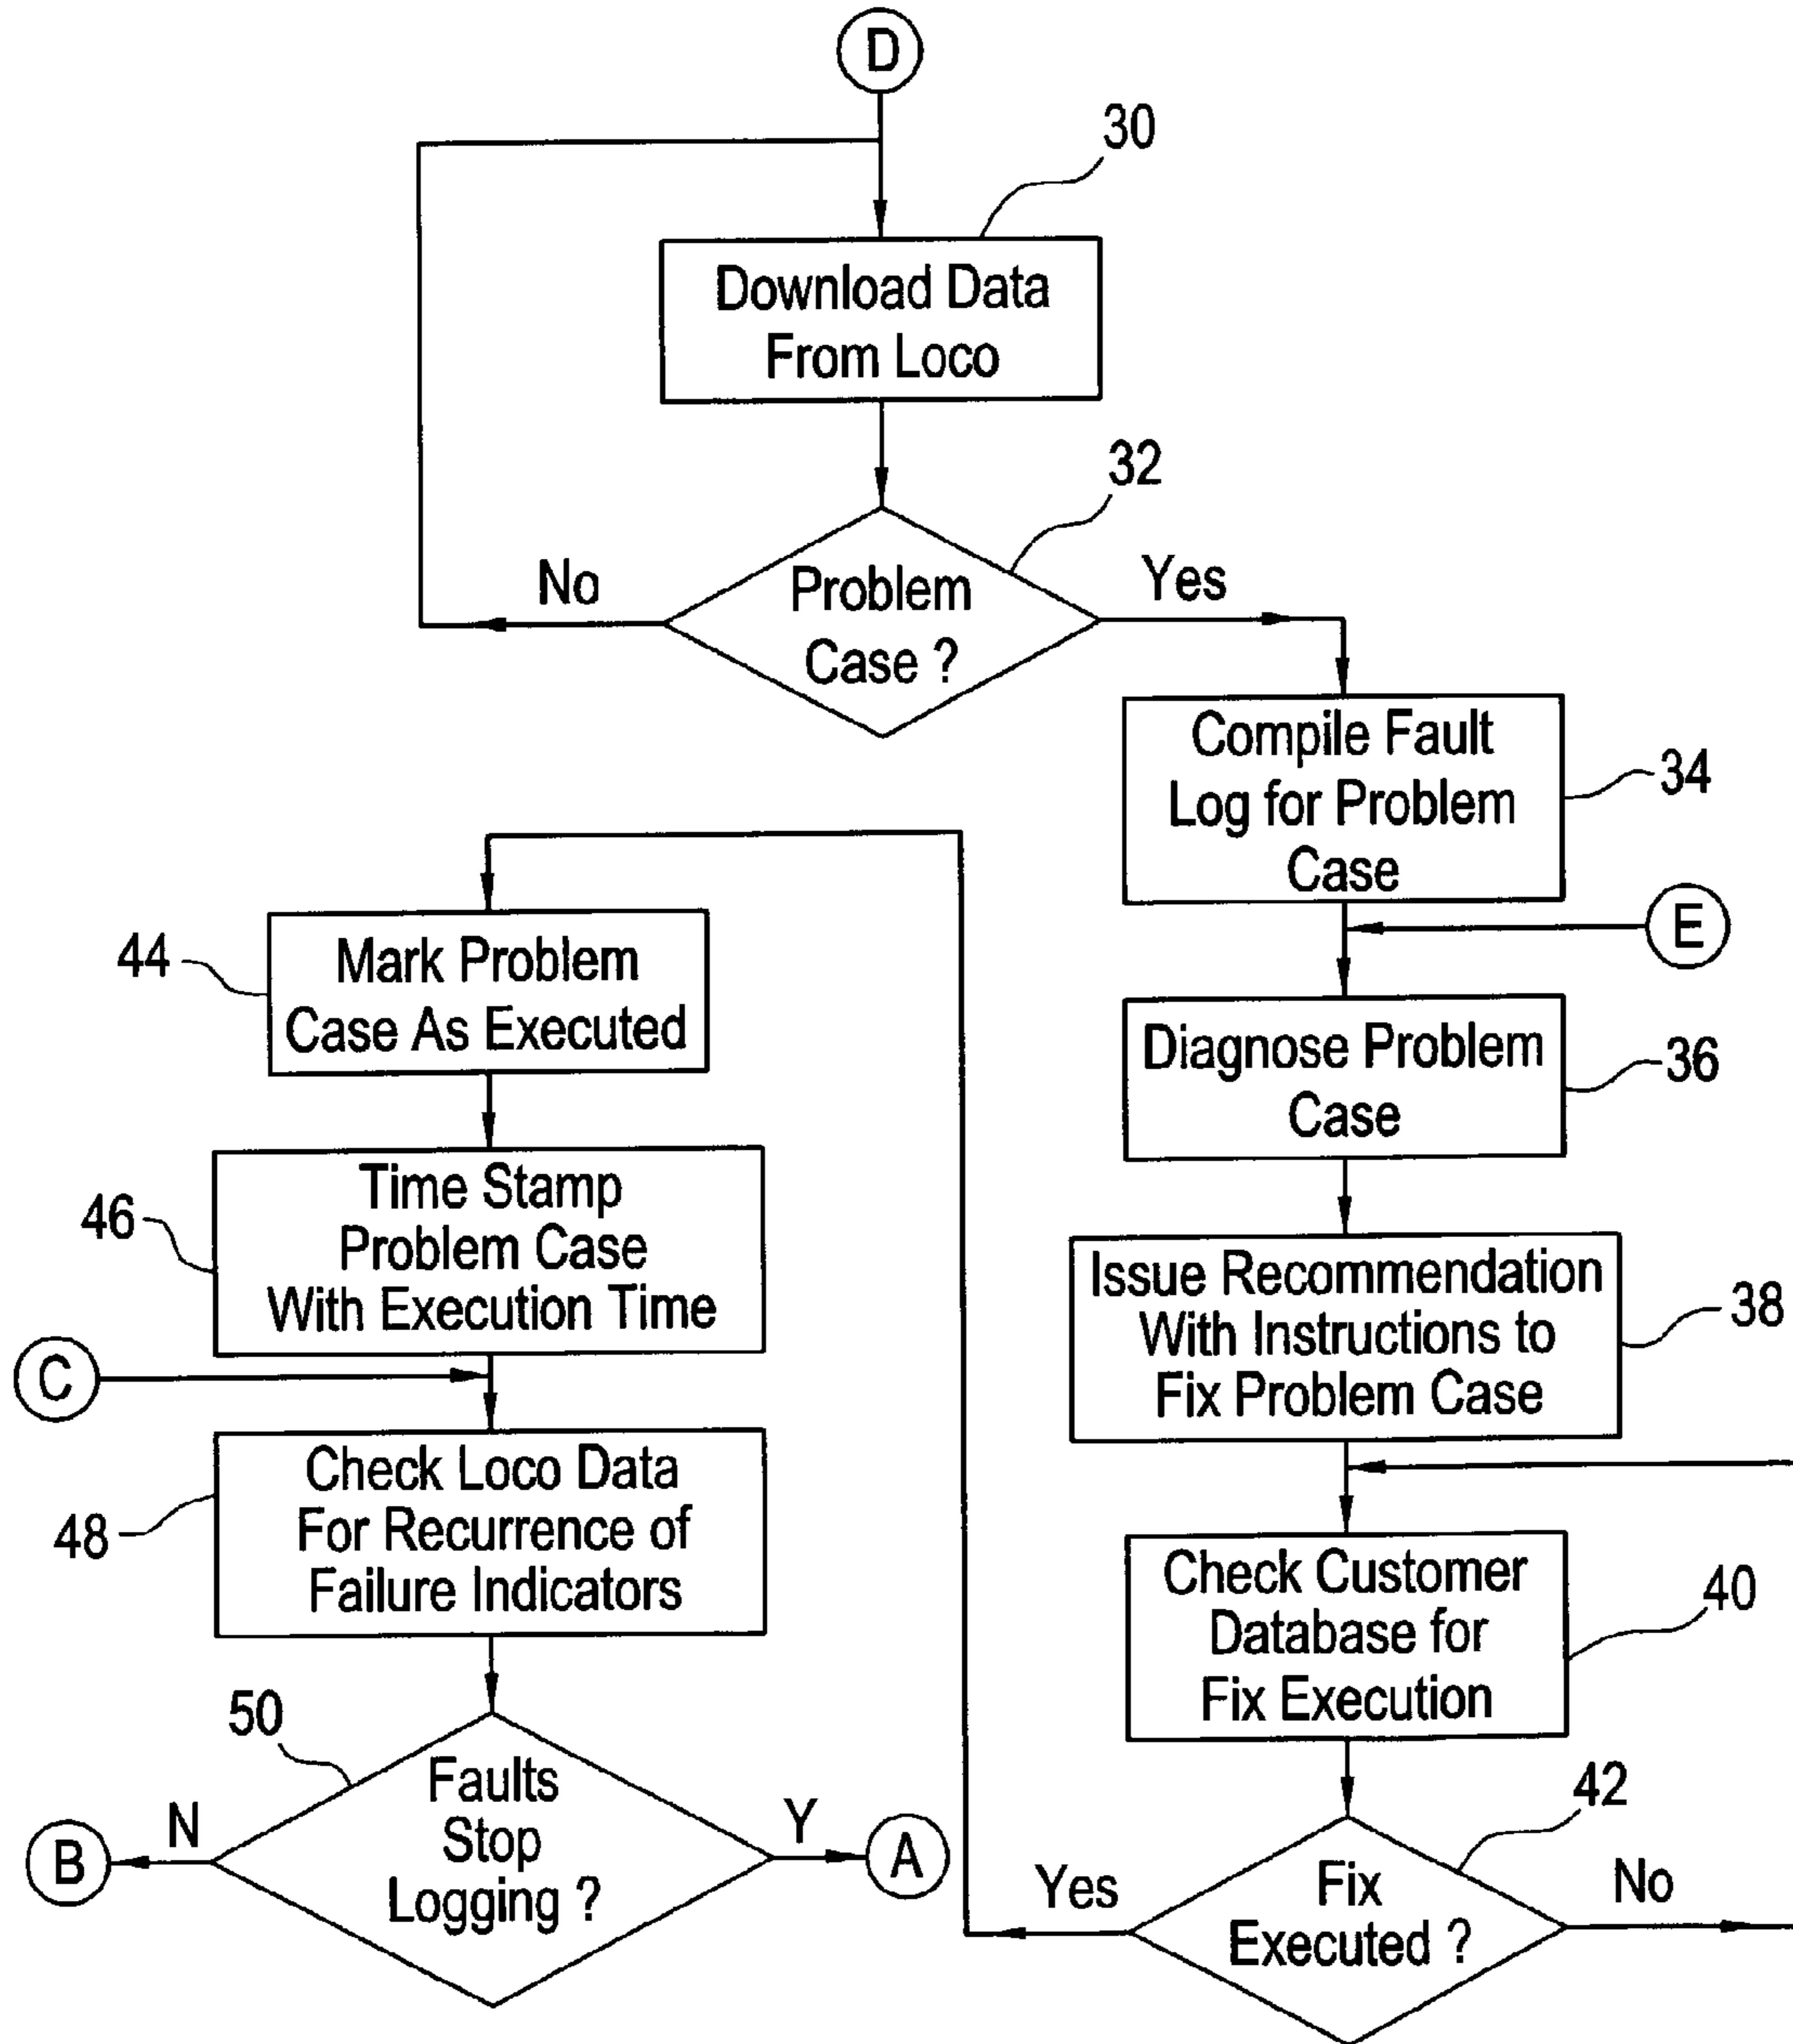 D
30
Download Data
From Loco
32
No
Problem
Case ?
Yes
Compile Fault
Log for Problem
Case
34
E
44
Mark Problem
Case As Executed
Diagnose Problem
Case
36
46
Time Stamp
Problem Case
With Execution Time
Issue Recommendation
With Instructions to
Fix Problem Case
38
C
48
Check Loco Data
For Recurrence of
Failure Indicators
Check Customer
Database for
Fix Execution
40
50
Faults
Stop
Logging ?
N
B
Y
A
42
Yes
Fix
Executed ?
No